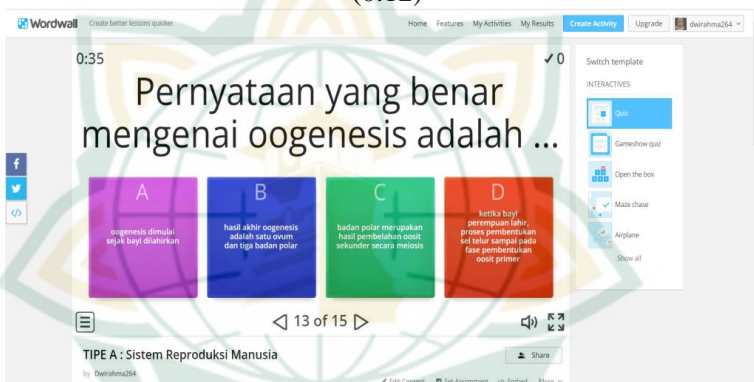 (6.12)
Wordwall Create better lessons quicker Home Features My Activities My Results Create Activity Upgrade dwirahma264
0:35 ✓ 0
Pernyataan yang benar
mengenai oogenesis adalah ...
A
oogenesis dimulai
sejak bayi dilahirkan
B
hasil akhir oogenesis
adalah satu ovum
dan tiga badan polar
C
badan polar merupakan
hasil pembelahan oosit
sekunder secara meiosis
D
ketika bayi
perempuan lahir,
proses pembentukan
sel telur sampai pada
fase pembentukan
oosit primer
13 of 15
TIPE A : Sistem Reproduksi Manusia
Share
by Dwirahma264
Edit Content Set Assignment Embed More
Switch template
INTERACTIVES
Quiz
Gameshow quiz
Open the box
Maze chase
Airplane
Show all